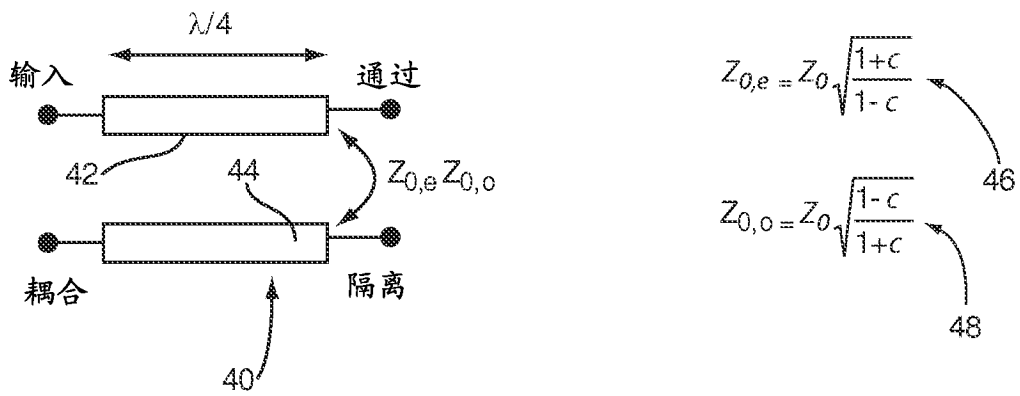 λ/4
输入
通过
42
44
Z0,e Z0,o
耦合
隔离
40
Z0,e = Z0 √((1+c)/(1-c))
46
Z0,o = Z0 √((1-c)/(1+c))
48